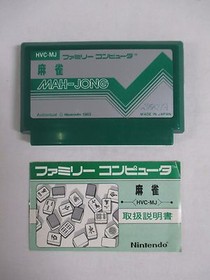 HVC-MJ
ファミリー コンピュータ
麻雀
MAH-JONG
Nintendo 1983
MADE IN JAPAN
ファミリー コンピュータ
麻雀
HVC-MJ
取扱説明書
Nintendo